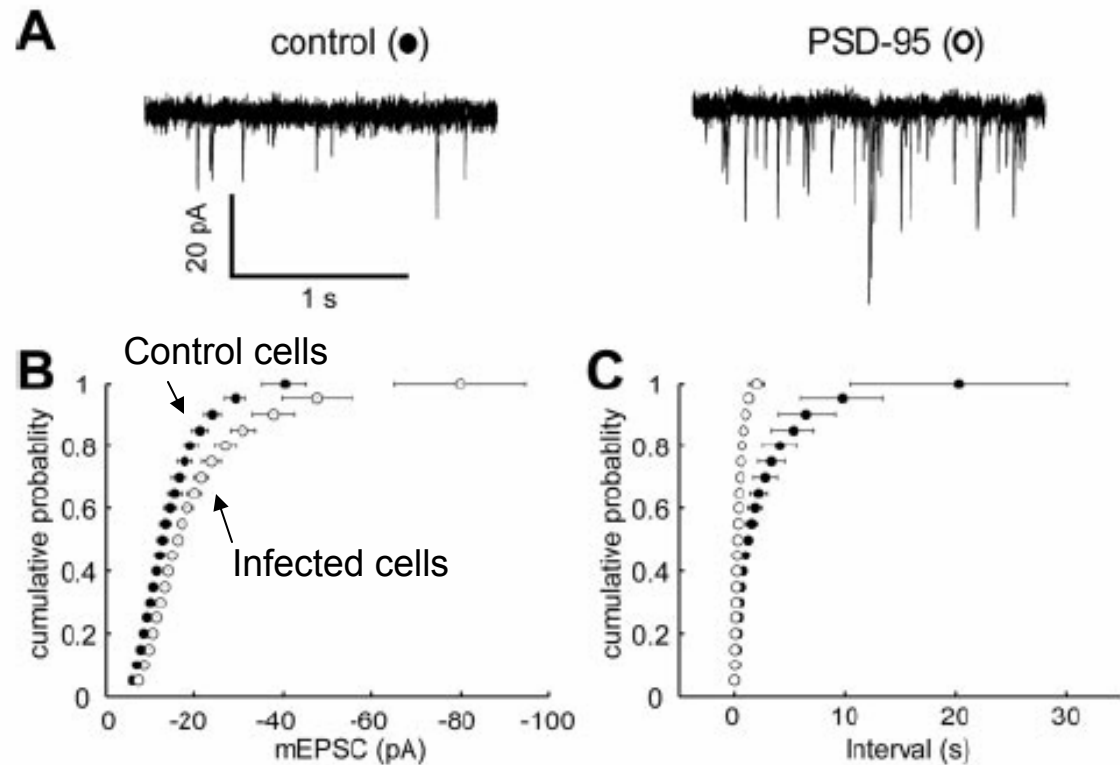 A
control (●)
PSD-95 (o)
20 pA
1 s
B
Control cells
Infected cells
cumulative probablity
1
0.8
0.6
0.4
0.2
0
0
-20
-40
-60
-80
-100
mEPSC (pA)
C
cumulative probablity
1
0.8
0.6
0.4
0.2
0
0
10
20
30
Interval (s)